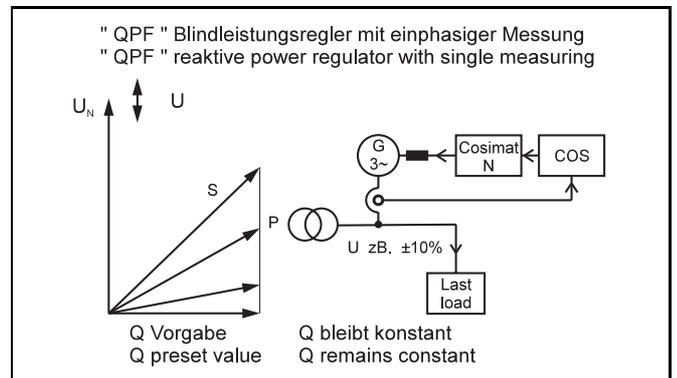 " QPF " Blindleistungsregler mit einphasiger Messung
" QPF " reaktive power regulator with single measuring
U_N
U
G
3~
Cosimat
N
COS
S
P
U zB. ±10%
Last
load
Q Vorgabe
Q preset value
Q bleibt konstant
Q remains constant